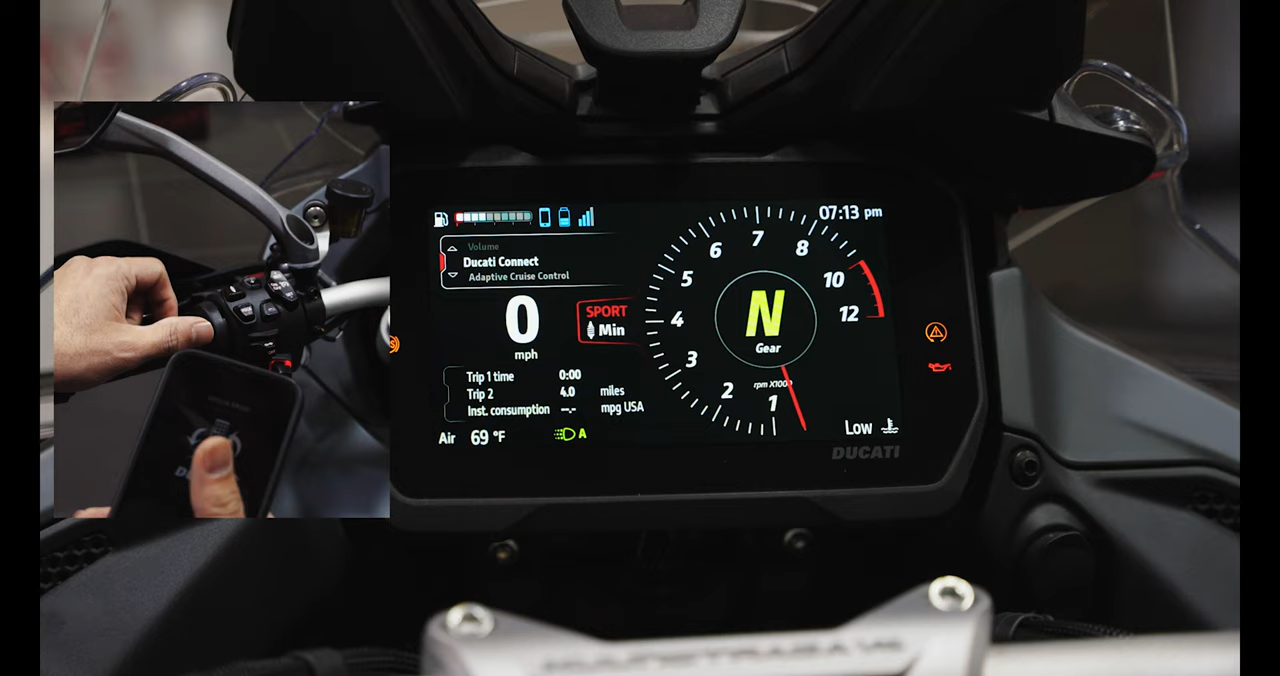 07:13 pm
Volume
Ducati Connect
Adaptive Cruise Control
0
mph
SPORT
Min
Trip 1 time 0:00
Trip 2 4.0 miles
Inst. consumption --.- mpg USA
Air 69 °F
A
1
2
3
4
5
6
7
8
10
12
N
Gear
rpm X1000
Low
DUCATI